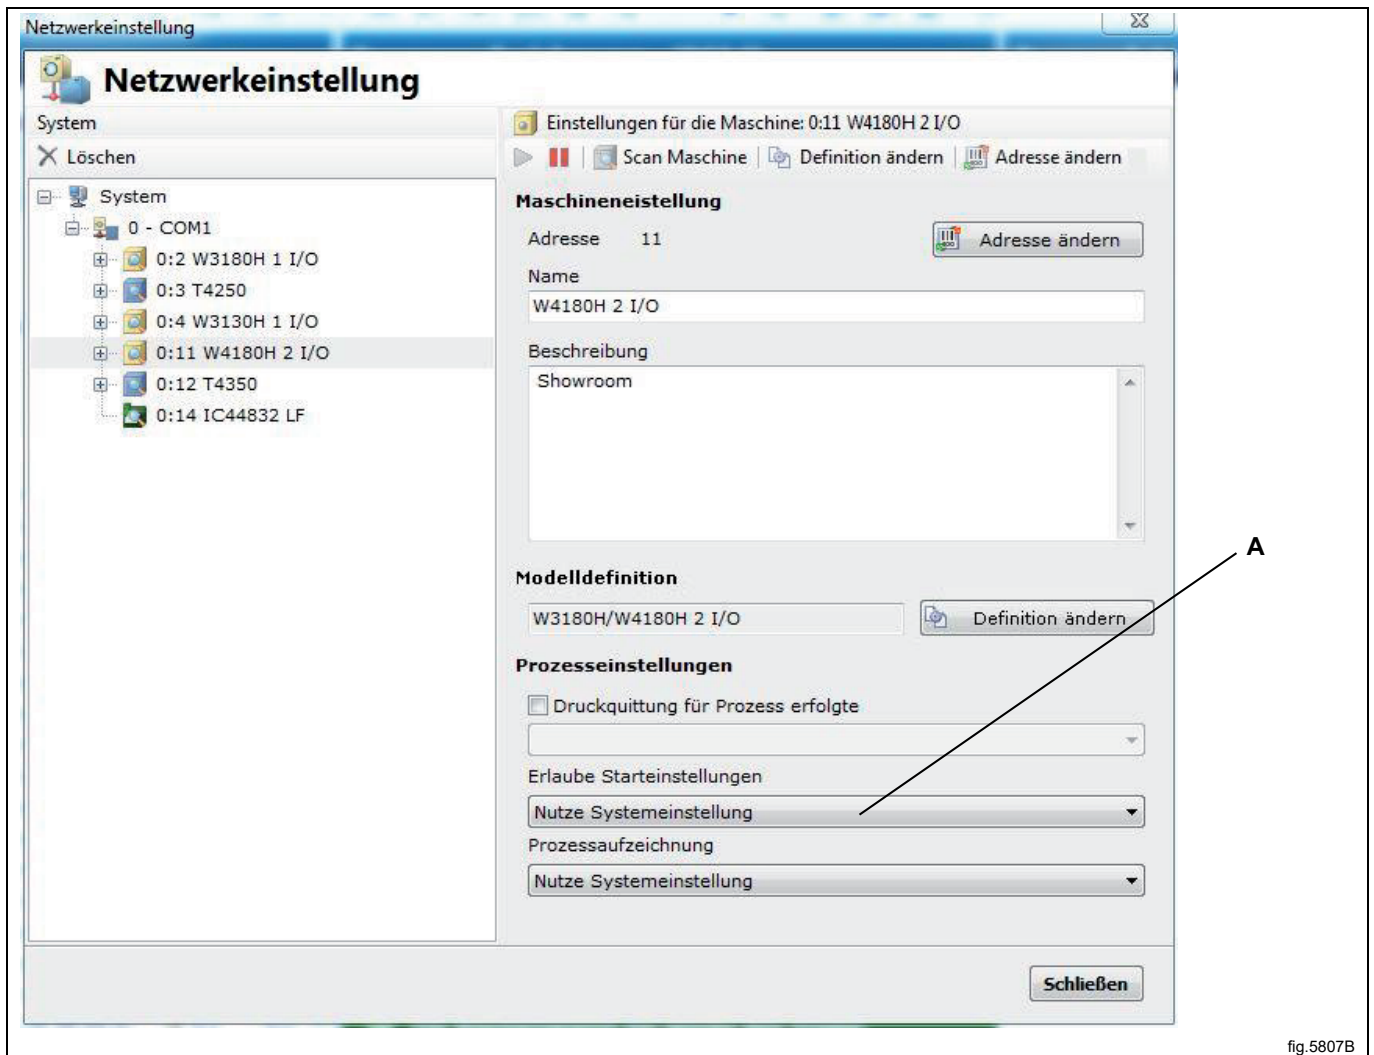 Netzwerkeinstellung
Netzwerkeinstellung
System
Löschen
System
0 - COM1
0:2 W3180H 1 I/O
0:3 T4250
0:4 W3130H 1 I/O
0:11 W4180H 2 I/O
0:12 T4350
0:14 IC44832 LF
Einstellungen für die Maschine: 0:11 W4180H 2 I/O
Scan Maschine Definition ändern Adresse ändern
Maschineneistellung
Adresse 11 Adresse ändern
Name
W4180H 2 I/O
Beschreibung
Showroom
A
Modelldefinition
W3180H/W4180H 2 I/O Definition ändern
Prozesseinstellungen
Druckquittung für Prozess erfolgte
Erlaube Starteinstellungen
Nutze Systemeinstellung
Prozessaufzeichnung
Nutze Systemeinstellung
Schließen
fig.5807B